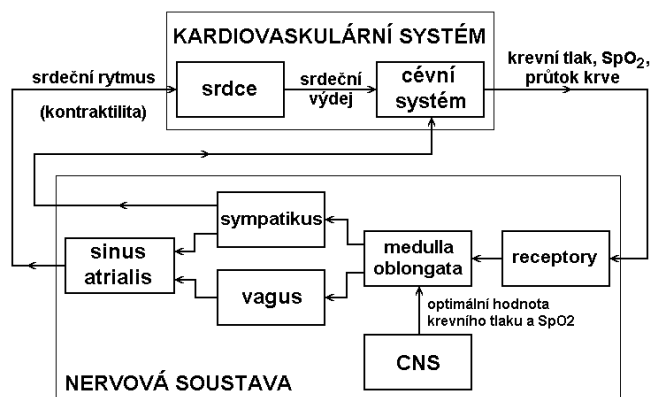 KARDIOVASKULÁRNÍ SYSTÉM
srdeční rytmus
(kontraktilita)
srdce
srdeční
výdej
cévní
systém
krevní tlak, SpO2,
průtok krve
sympatikus
sinus
atrialis
vagus
medulla
oblongata
receptory
optimální hodnota
krevního tlaku a SpO2
CNS
NERVOVÁ SOUSTAVA